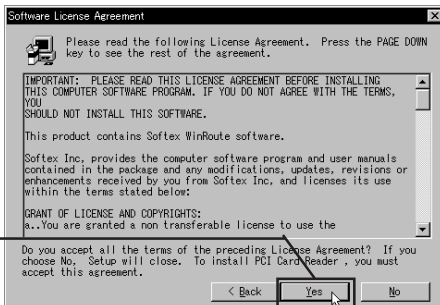 Software License Agreement
Please read the following License Agreement.  Press the PAGE DOWN
key to see the rest of the agreement.
IMPORTANT:  PLEASE READ THIS LICENSE AGREEMENT BEFORE INSTALLING
THIS COMPUTER SOFTWARE PROGRAM. IF YOU DO NOT AGREE WITH THE TERMS,
YOU
SHOULD NOT INSTALL THIS SOFTWARE.
This product contains Softex WinRoute software.
Softex Inc, provides the computer software program and user manuals
contained in the package and any modifications, updates, revisions or
enhancements received by you from Softex Inc, and licenses its use
within the terms stated below:
GRANT OF LICENSE AND COPYRIGHTS:
a..You are granted a non transferable license to use the
Do you accept all the terms of the preceding License Agreement?  If you
choose No,  Setup will close.  To install PCI Card Reader , you must
accept this agreement.
< Back
Yes
No